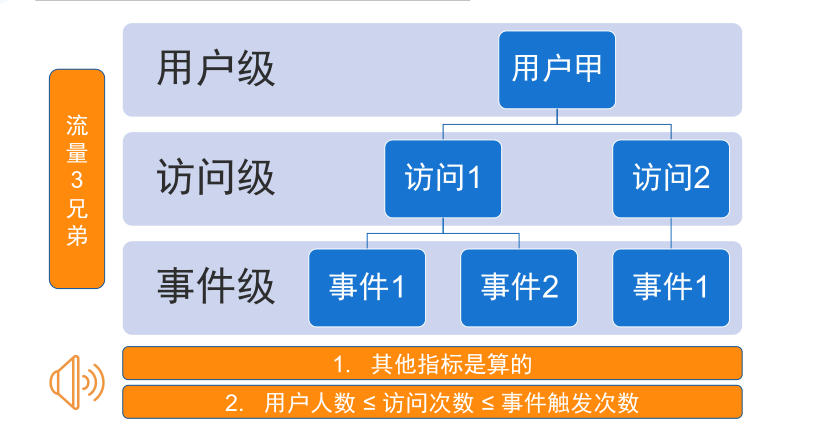 用户级
用户甲
流
量
3
兄
弟
访问级
访问1
访问2
事件级
事件1
事件2
事件1
1. 其他指标是算的
2. 用户人数 ≤ 访问次数 ≤ 事件触发次数